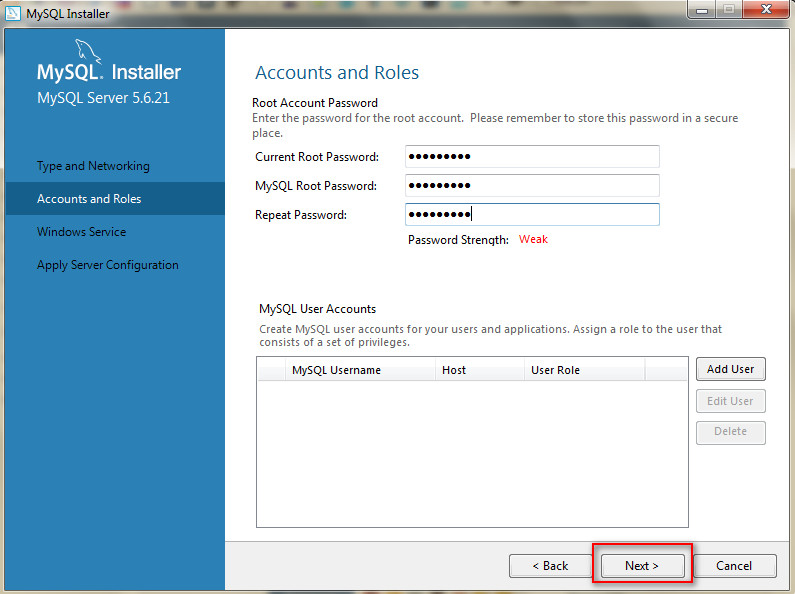 MySQL Installer
MySQL. Installer
MySQL Server 5.6.21
Type and Networking
Accounts and Roles
Windows Service
Apply Server Configuration
Accounts and Roles
Root Account Password
Enter the password for the root account. Please remember to store this password in a secure
place.
Current Root Password: ●●●●●●●●●
MySQL Root Password: ●●●●●●●●●
Repeat Password: ●●●●●●●●●
Password Strength: Weak
MySQL User Accounts
Create MySQL user accounts for your users and applications. Assign a role to the user that
consists of a set of privileges.
MySQL Username Host User Role
Add User
Edit User
Delete
< Back Next > Cancel